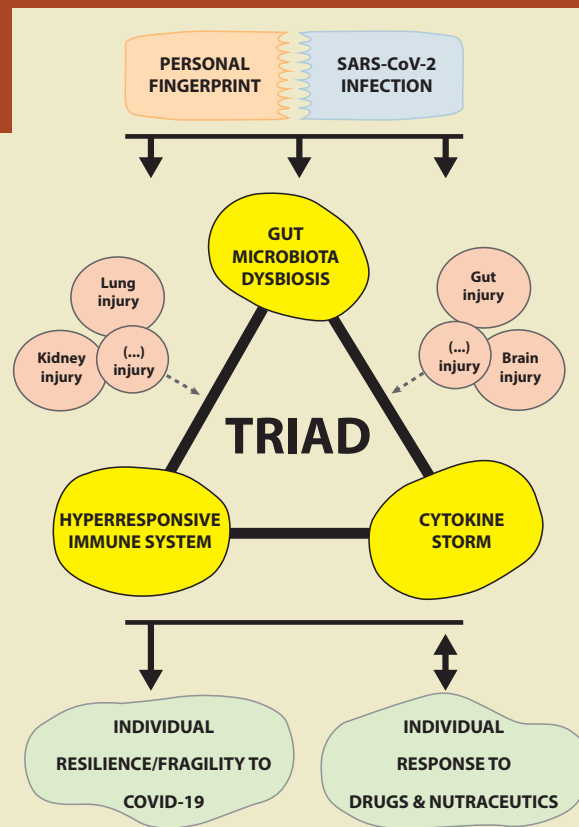 PERSONAL
FINGERPRINT
SARS-CoV-2
INFECTION
GUT
MICROBIOTA
DYSBIOSIS
Lung
injury
Kidney
injury
(...)
injury
Gut
injury
(...)
injury
Brain
injury
TRIAD
HYPERRESPONSIVE
IMMUNE SYSTEM
CYTOKINE
STORM
INDIVIDUAL
RESILIENCE/FRAGILITY TO
COVID-19
INDIVIDUAL
RESPONSE TO
DRUGS & NUTRACEUTICS